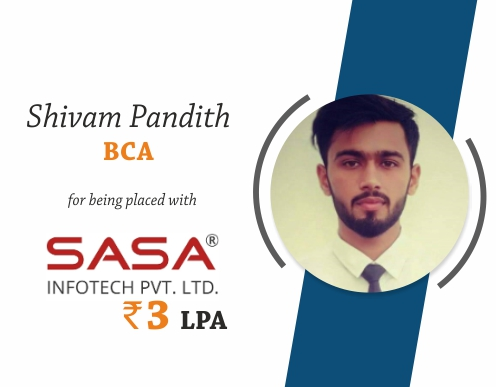 Shivam Pandith
BCA
for being placed with
SASA®
INFOTECH PVT. LTD.
₹3 LPA